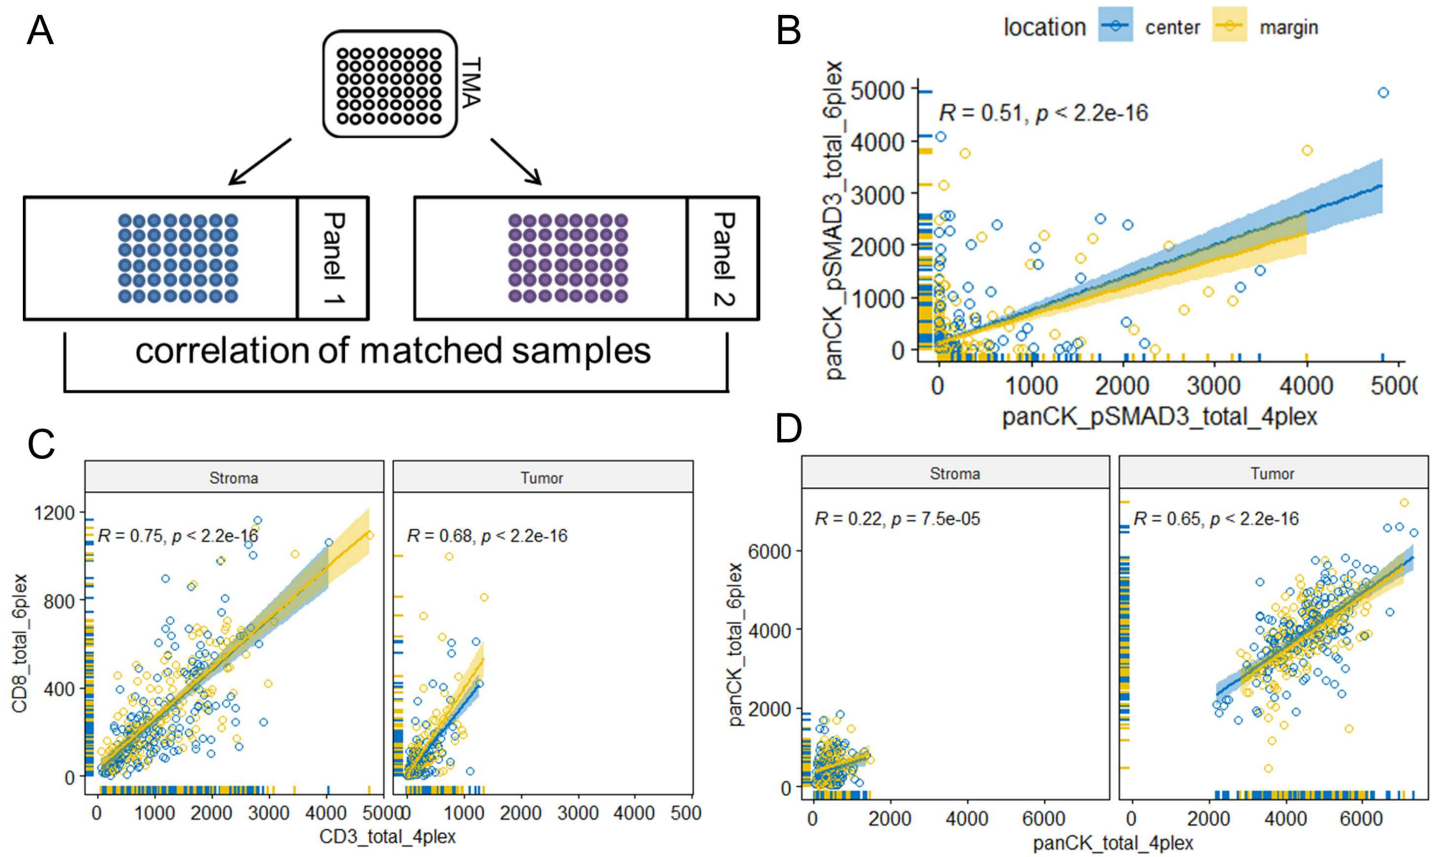 A
TMA
Panel 1
Panel 2
correlation of matched samples
B
location center margin
R = 0.51, p < 2.2e-16
panCK_pSMAD3_total_6plex
5000
4000
3000
2000
1000
0
0 1000 2000 3000 4000 5000
panCK_pSMAD3_total_4plex
C
Stroma
Tumor
R = 0.75, p < 2.2e-16
R = 0.68, p < 2.2e-16
CD8_total_6plex
1200
800
400
0
0 1000 2000 3000 4000 5000
0 1000 2000 3000 4000 500
CD3_total_4plex
D
Stroma
Tumor
R = 0.22, p = 7.5e-05
R = 0.65, p < 2.2e-16
panCK_total_6plex
6000
4000
2000
0
0 2000 4000 6000
0 2000 4000 6000
panCK_total_4plex